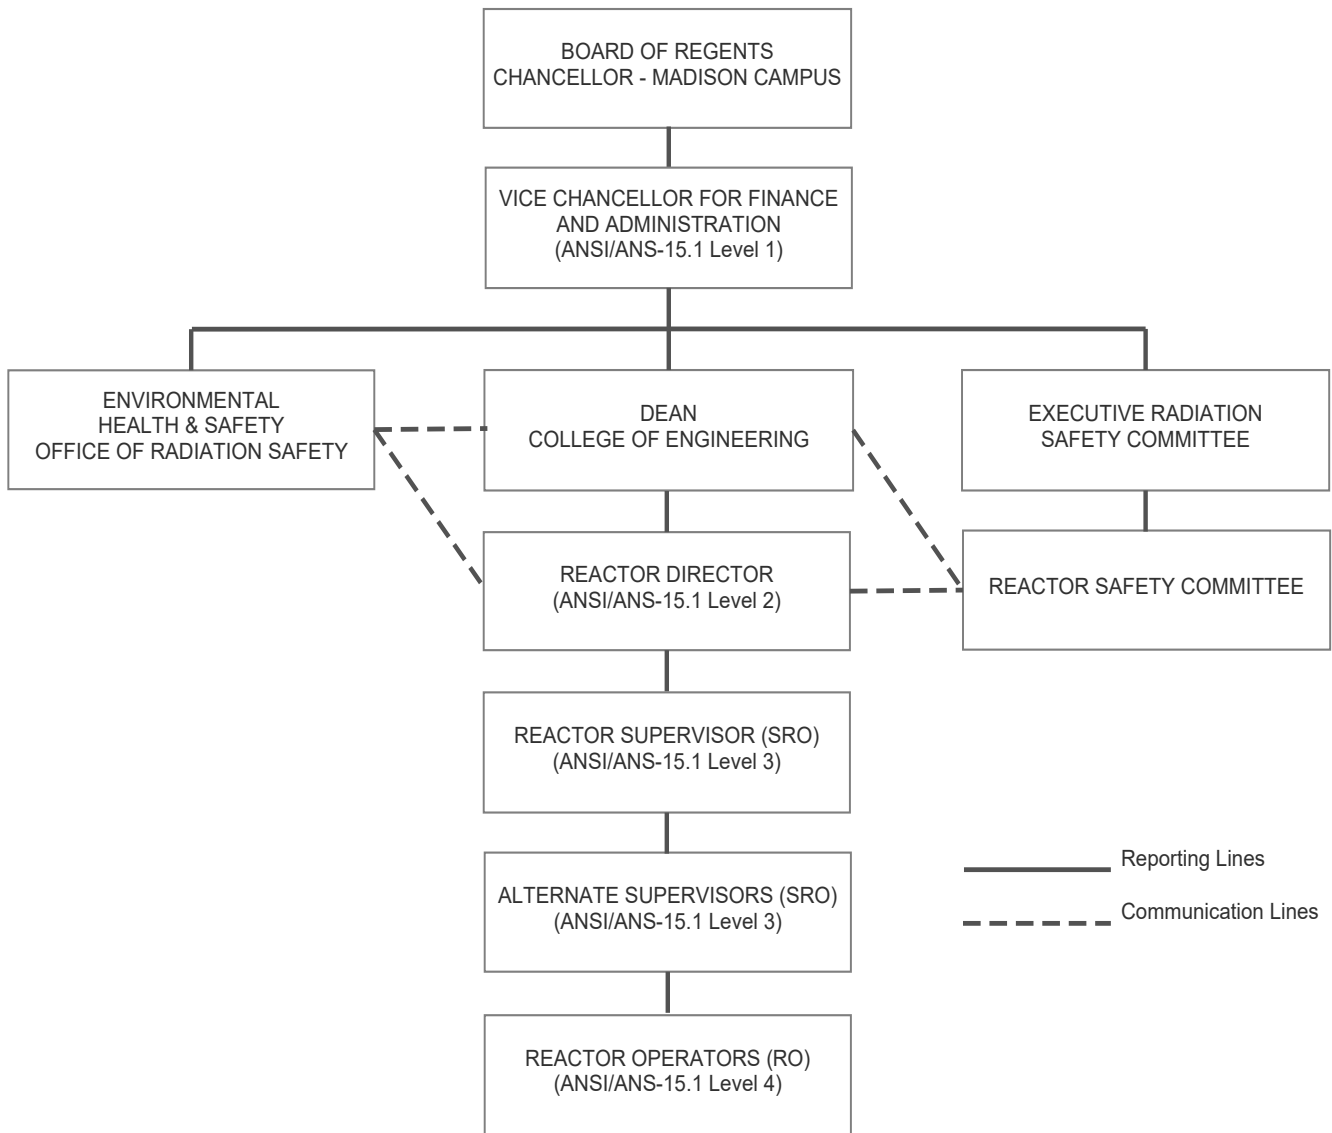 BOARD OF REGENTS
CHANCELLOR - MADISON CAMPUS
VICE CHANCELLOR FOR FINANCE
AND ADMINISTRATION
(ANSI/ANS-15.1 Level 1)
ENVIRONMENTAL
HEALTH & SAFETY
OFFICE OF RADIATION SAFETY
DEAN
COLLEGE OF ENGINEERING
EXECUTIVE RADIATION
SAFETY COMMITTEE
REACTOR DIRECTOR
(ANSI/ANS-15.1 Level 2)
REACTOR SAFETY COMMITTEE
REACTOR SUPERVISOR (SRO)
(ANSI/ANS-15.1 Level 3)
ALTERNATE SUPERVISORS (SRO)
(ANSI/ANS-15.1 Level 3)
Reporting Lines
Communication Lines
REACTOR OPERATORS (RO)
(ANSI/ANS-15.1 Level 4)